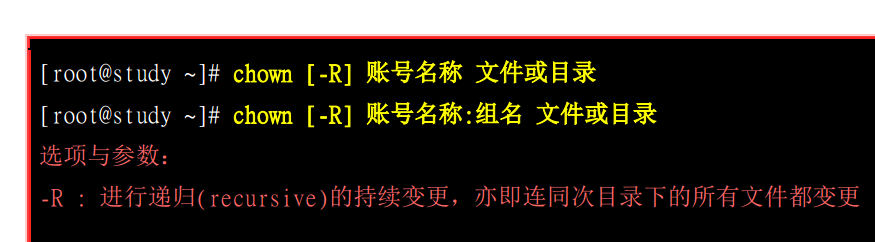 [root@study ~]# chown [-R] 账号名称 文件或目录
[root@study ~]# chown [-R] 账号名称:组名 文件或目录
选项与参数:
-R : 进行递归(recursive)的持续变更，亦即连同次目录下的所有文件都变更